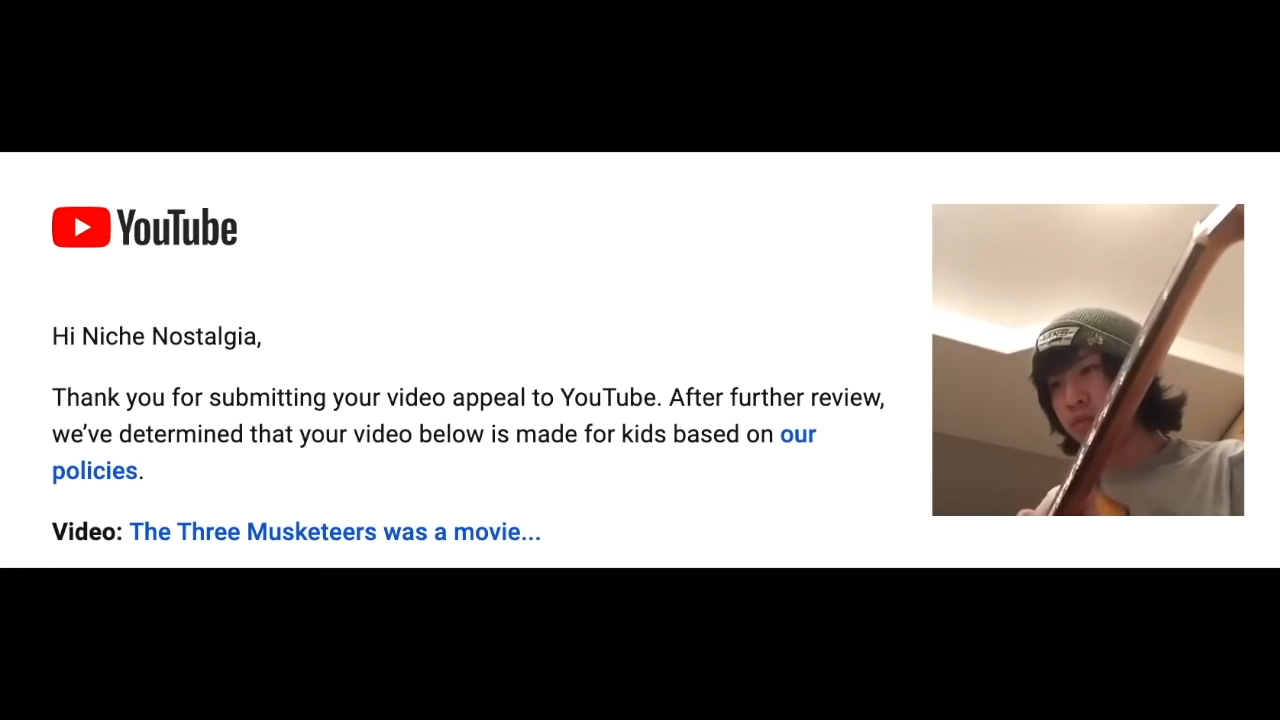 YouTube
Hi Niche Nostalgia,
Thank you for submitting your video appeal to YouTube. After further review,
we’ve determined that your video below is made for kids based on our
policies.
Video: The Three Musketeers was a movie...
VANS